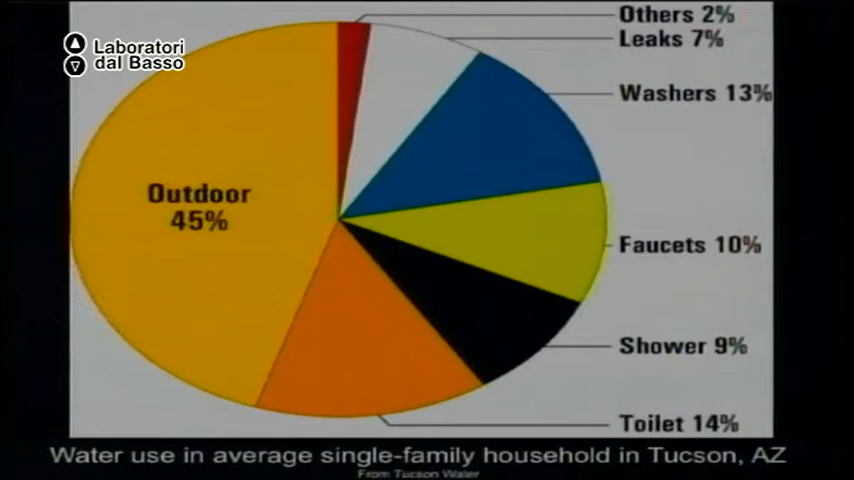 Laboratori
dal Basso
Others 2%
Leaks 7%
Washers 13%
Outdoor
45%
Faucets 10%
Shower 9%
Toilet 14%
Water use in average single-family household in Tucson, AZ
From Tucson Water